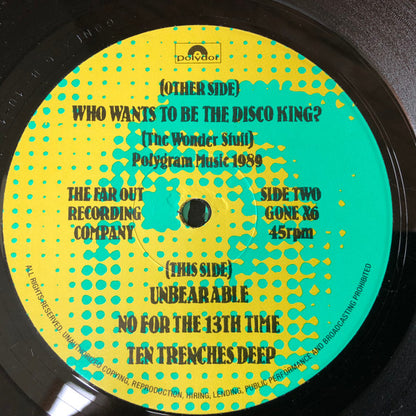 polydor
(OTHER SIDE)
WHO WANTS TO BE THE DISCO KING?
(The Wonder Stuff)
Polygram Music 1989
THE FAR OUT
RECORDING
COMPANY
SIDE TWO
GONE X6
45rpm
(THIS SIDE)
UNBEARABLE
NO FOR THE 13TH TIME
TEN TRENCHES DEEP
ALL RIGHTS RESERVED. UNAUTHORISED COPYING, REPRODUCTION, HIRING, LENDING, PUBLIC PERFORMANCE AND BROADCASTING PROHIBITED